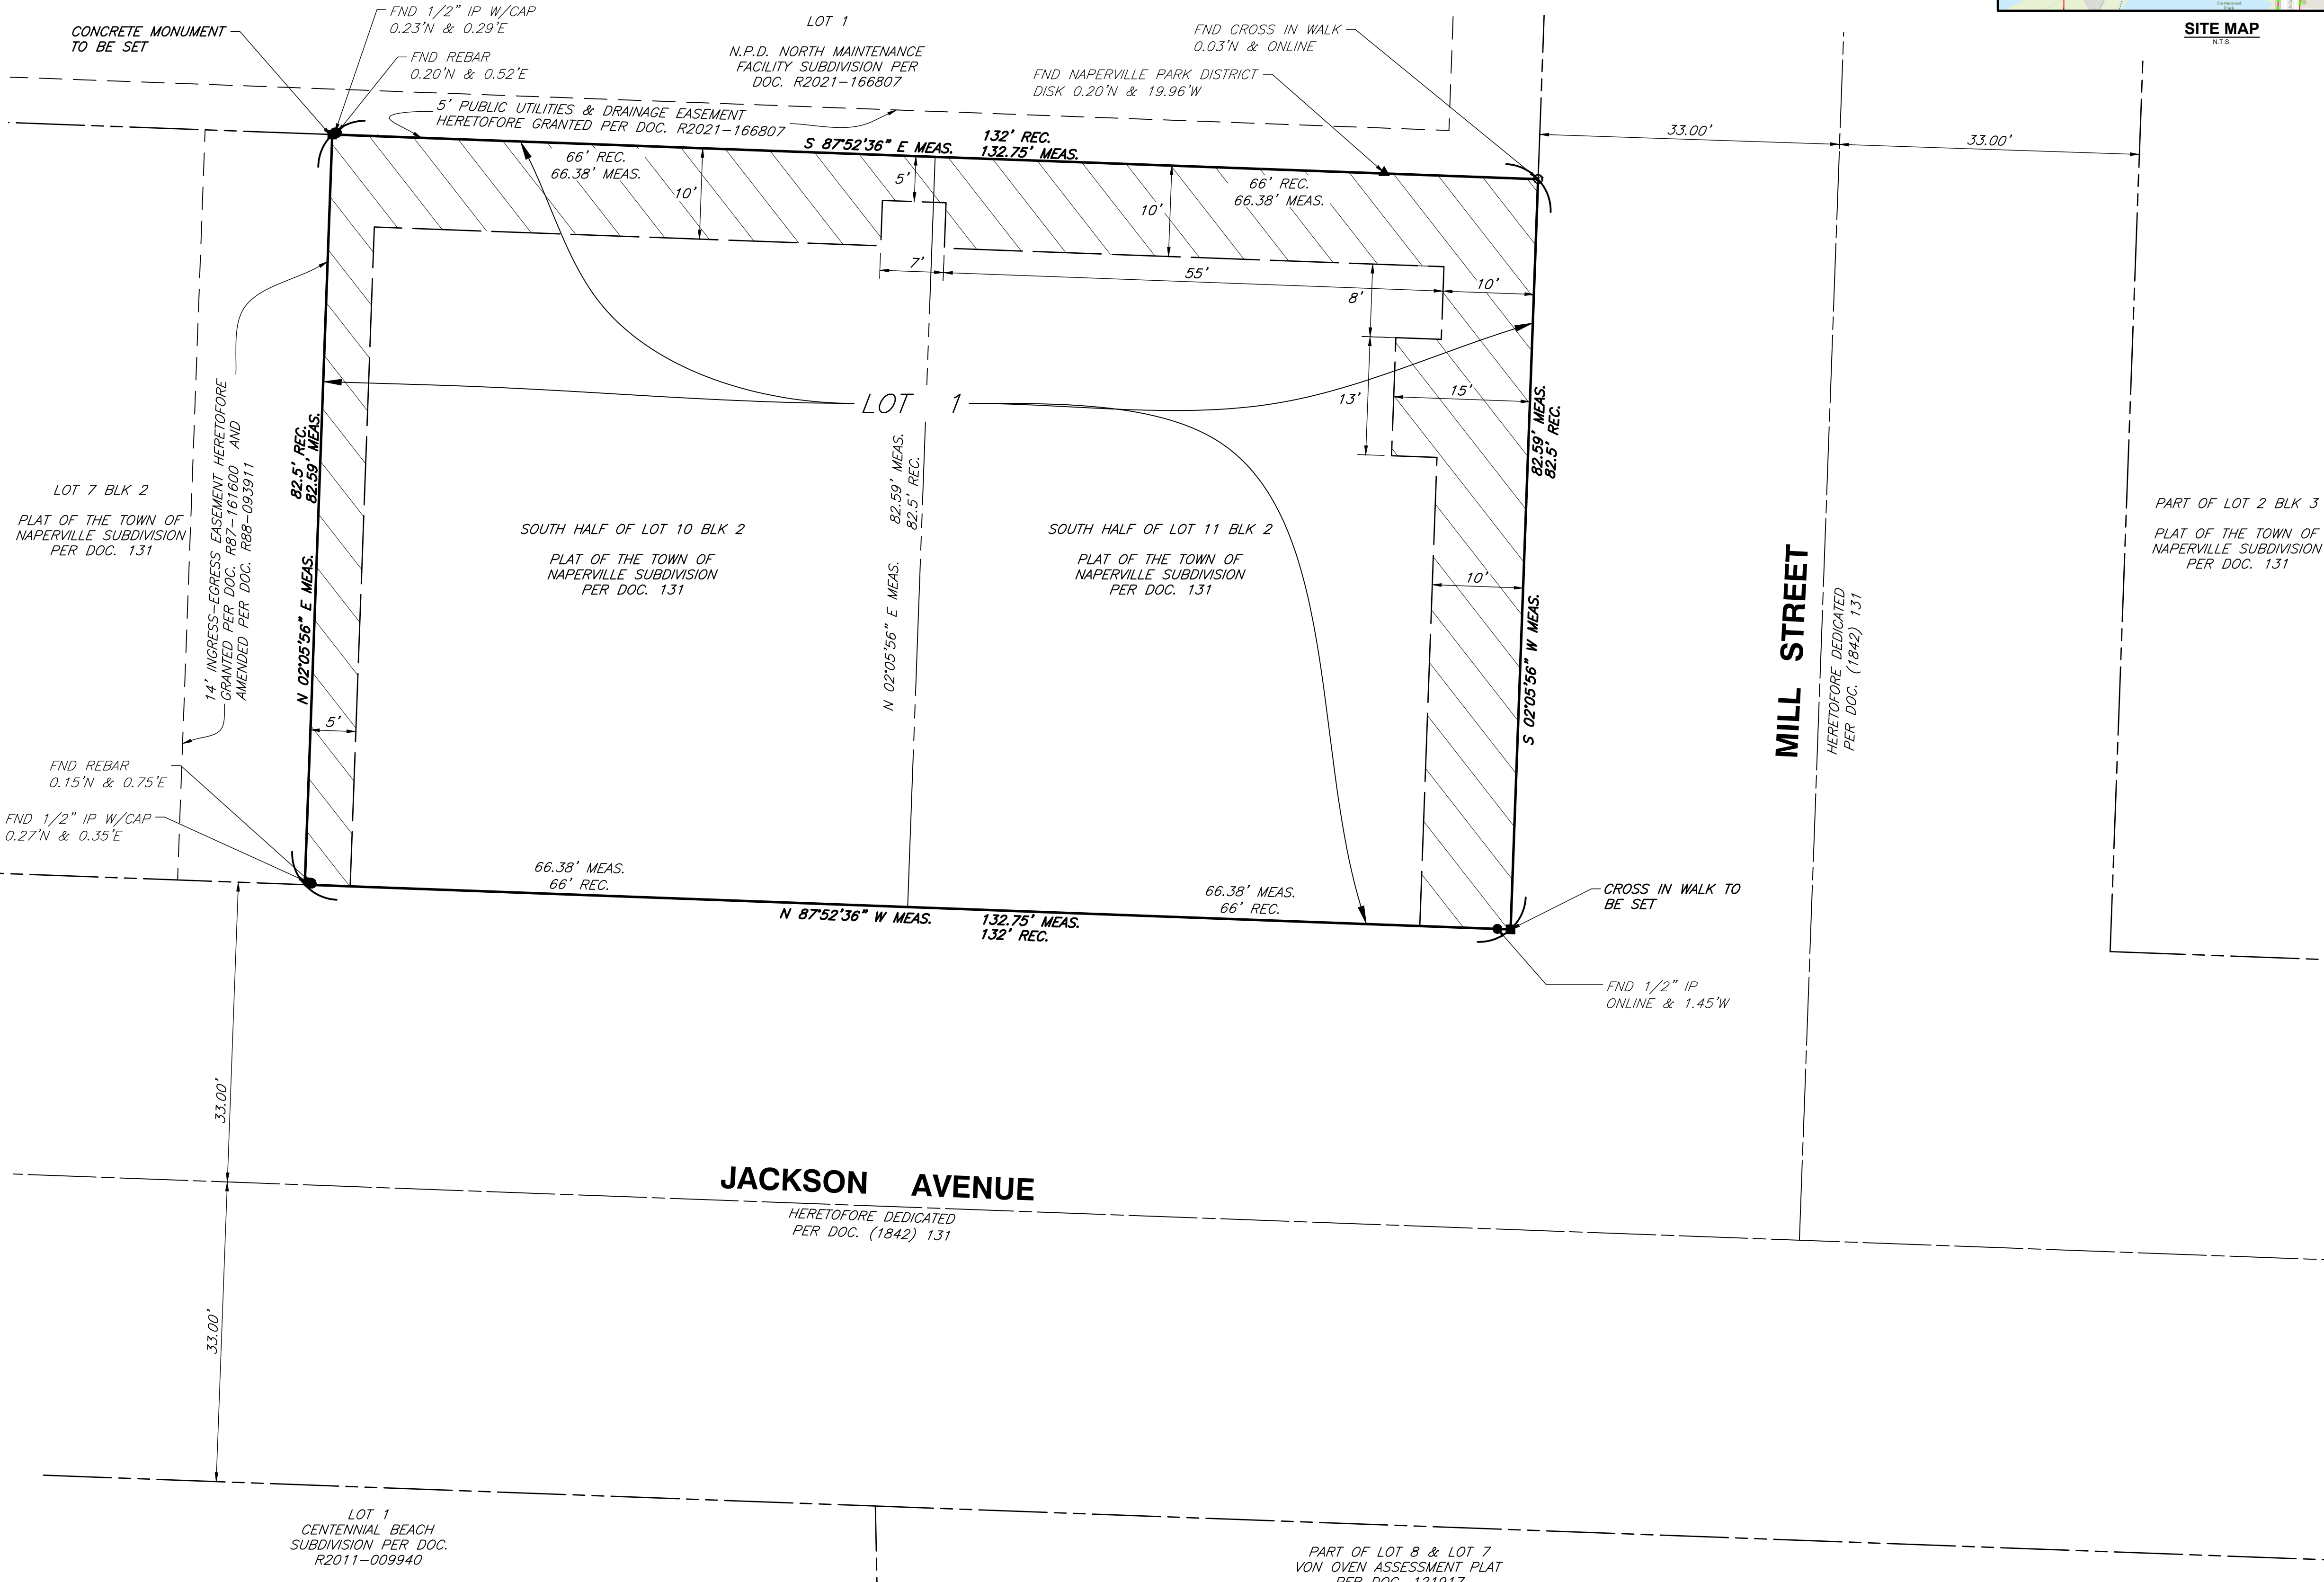 CONCRETE MONUMENT
TO BE SET
FND 1/2" IP W/CAP
0.23'N & 0.29'E
FND REBAR
0.20'N & 0.52'E
LOT 1
N.P.D. NORTH MAINTENANCE
FACILITY SUBDIVISION PER
DOC. R2021-166807
FND CROSS IN WALK
0.03'N & ONLINE
FND NAPERVILLE PARK DISTRICT
DISK 0.20'N & 19.96'W
Centennial
Park
SITE MAP
N.T.S.
5' PUBLIC UTILITIES & DRAINAGE EASEMENT
HERETOFORE GRANTED PER DOC. R2021-166807
S 87°52'36" E MEAS.
132' REC.
132.75' MEAS.
33.00'
33.00'
66' REC.
66.38' MEAS.
10'
5'
10'
66' REC.
66.38' MEAS.
7'
55'
10'
8'
13'
15'
LOT 1
82.5' REC.
82.59' MEAS.
N 02°05'56" E MEAS.
14' INGRESS-EGRESS EASEMENT HERETOFORE
GRANTED PER DOC. R87-161600 AND
AMENDED PER DOC. R88-093911
82.59' MEAS.
82.5' REC.
N 02°05'56" E MEAS.
82.59' MEAS.
82.5' REC.
S 02°05'56" W MEAS.
LOT 7 BLK 2
PLAT OF THE TOWN OF
NAPERVILLE SUBDIVISION
PER DOC. 131
SOUTH HALF OF LOT 10 BLK 2
PLAT OF THE TOWN OF
NAPERVILLE SUBDIVISION
PER DOC. 131
SOUTH HALF OF LOT 11 BLK 2
PLAT OF THE TOWN OF
NAPERVILLE SUBDIVISION
PER DOC. 131
10'
MILL STREET
HERETOFORE DEDICATED
PER DOC. (1842) 131
PART OF LOT 2 BLK 3
PLAT OF THE TOWN OF
NAPERVILLE SUBDIVISION
PER DOC. 131
5'
FND REBAR
0.15'N & 0.75'E
FND 1/2" IP W/CAP
0.27'N & 0.35'E
66.38' MEAS.
66' REC.
66.38' MEAS.
66' REC.
N 87°52'36" W MEAS.
132.75' MEAS.
132' REC.
CROSS IN WALK TO
BE SET
FND 1/2" IP
ONLINE & 1.45'W
33.00'
JACKSON AVENUE
HERETOFORE DEDICATED
PER DOC. (1842) 131
33.00'
LOT 1
CENTENNIAL BEACH
SUBDIVISION PER DOC.
R2011-009940
PART OF LOT 8 & LOT 7
VON OVEN ASSESSMENT PLAT
PER DOC. 121917